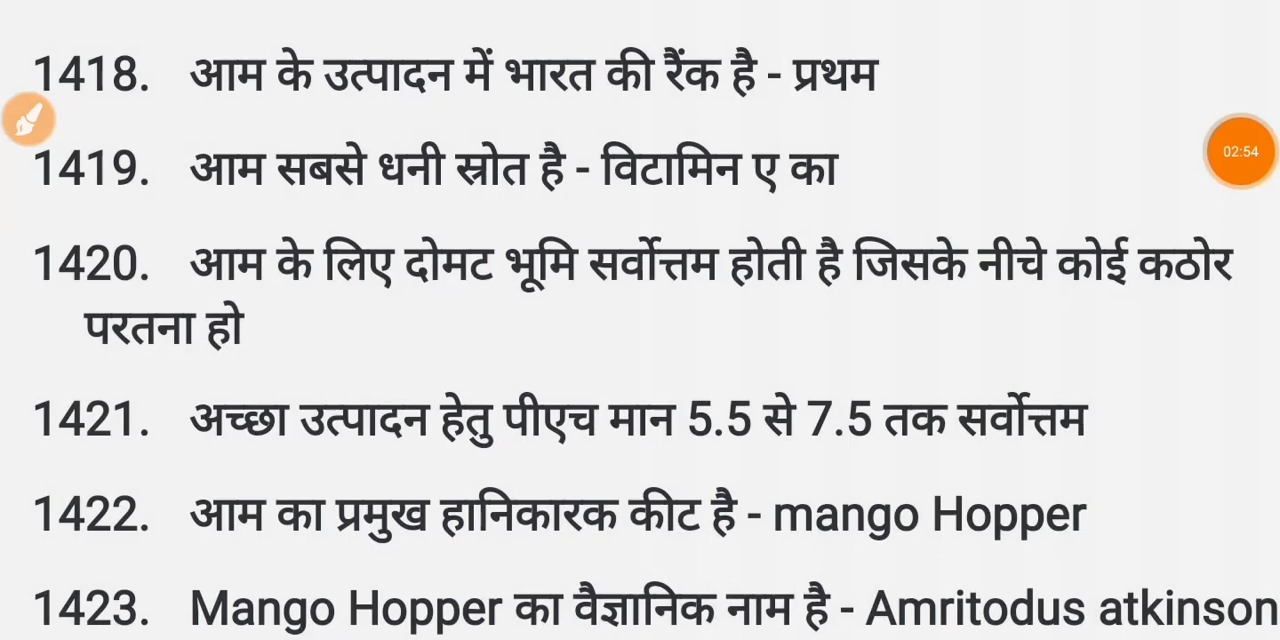 1418. आम के उत्पादन में भारत की रैंक है - प्रथम
02:54
1419. आम सबसे धनी स्रोत है - विटामिन ए का
1420. आम के लिए दोमट भूमि सर्वोत्तम होती है जिसके नीचे कोई कठोर
परतना हो
1421. अच्छा उत्पादन हेतु पीएच मान 5.5 से 7.5 तक सर्वोत्तम
1422. आम का प्रमुख हानिकारक कीट है - mango Hopper
1423. Mango Hopper का वैज्ञानिक नाम है - Amritodus atkinson